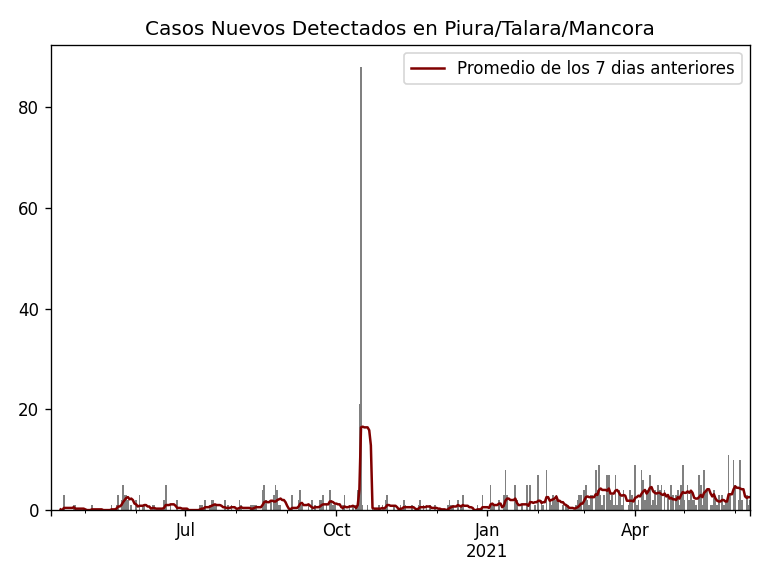 Casos Nuevos Detectados en Piura/Talara/Mancora
Promedio de los 7 dias anteriores
80
60
40
20
0
Jul
Oct
Jan
2021
Apr